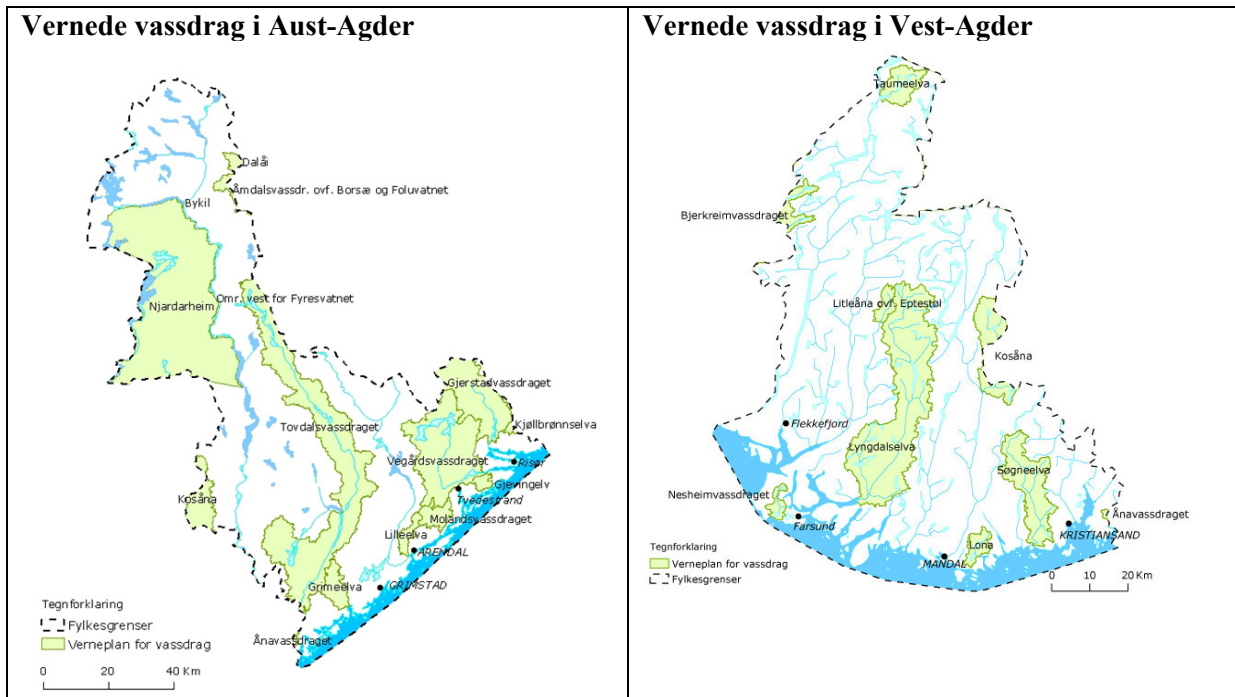 Vernede vassdrag i Aust-Agder
Dalåi
Åmdalsvassdr. ovf. Borsæ og Foluvatnet
Bykil
Njardarheim
Omr. vest for Fyresvatnet
Gjerstadvassdraget
Kjøllbrønnselva
Tovdalsvassdraget
Vegårdsvassdraget
Risør
Gjevingelv
Kosåna
Tvedestrand
Molandsvassdraget
Lilleelva
ARENDAL
Grimeelva
GRIMSTAD
Ånavassdraget
Tegnforklaring
Fylkesgrenser
Verneplan for vassdrag
0 20 40 Km
Vernede vassdrag i Vest-Agder
Taumeelva
Bjerkreimvassdraget
Litleåna ovf. Eptestøl
Kosåna
Flekkefjord
Lyngdalselva
Søgneelva
Nesheimvassdraget
Farsund
Ånavassdraget
KRISTIANSAND
Lona
MANDAL
Tegnforklaring
Verneplan for vassdrag
Fylkesgrenser
0 10 20 Km